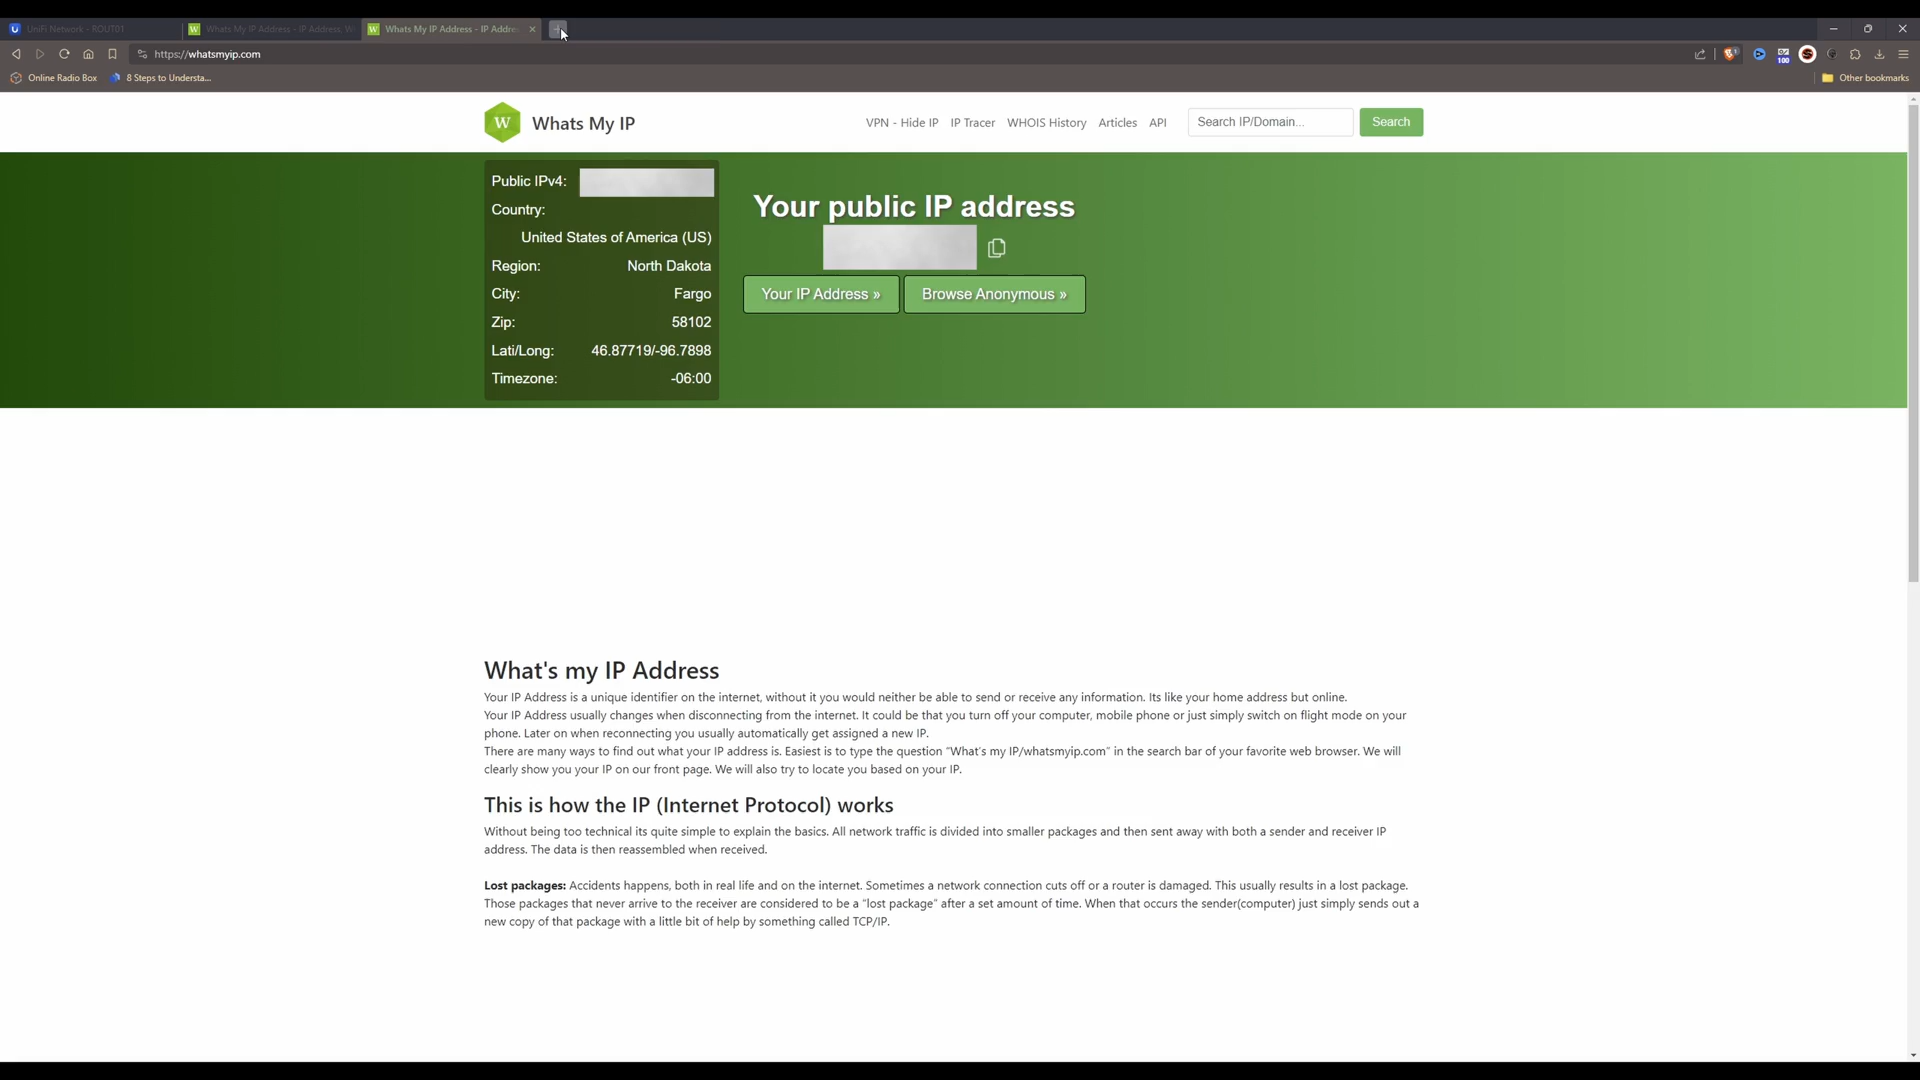 UniFi Network - ROUT01
Whats My IP Address - IP Address, W
Whats My IP Address - IP Addre
https://whatsmyip.com
100
Online Radio Box
8 Steps to Understa...
Other bookmarks
W
Whats My IP
VPN - Hide IP
IP Tracer
WHOIS History
Articles
API
Search IP/Domain...
Search
Public IPv4:
Country:
United States of America (US)
Region: North Dakota
City: Fargo
Zip: 58102
Lati/Long: 46.87719/-96.7898
Timezone: -06:00
Your public IP address
Your IP Address »
Browse Anonymous »
What's my IP Address
Your IP Address is a unique identifier on the internet, without it you would neither be able to send or receive any information. Its like your home address but online.
Your IP Address usually changes when disconnecting from the internet. It could be that you turn off your computer, mobile phone or just simply switch on flight mode on your
phone. Later on when reconnecting you usually automatically get assigned a new IP.
There are many ways to find out what your IP address is. Easiest is to type the question “What's my IP/whatsmyip.com” in the search bar of your favorite web browser. We will
clearly show you your IP on our front page. We will also try to locate you based on your IP.
This is how the IP (Internet Protocol) works
Without being too technical its quite simple to explain the basics. All network traffic is divided into smaller packages and then sent away with both a sender and receiver IP
address. The data is then reassembled when received.
Lost packages: Accidents happens, both in real life and on the internet. Sometimes a network connection cuts off or a router is damaged. This usually results in a lost package.
Those packages that never arrive to the receiver are considered to be a “lost package” after a set amount of time. When that occurs the sender(computer) just simply sends out a
new copy of that package with a little bit of help by something called TCP/IP.